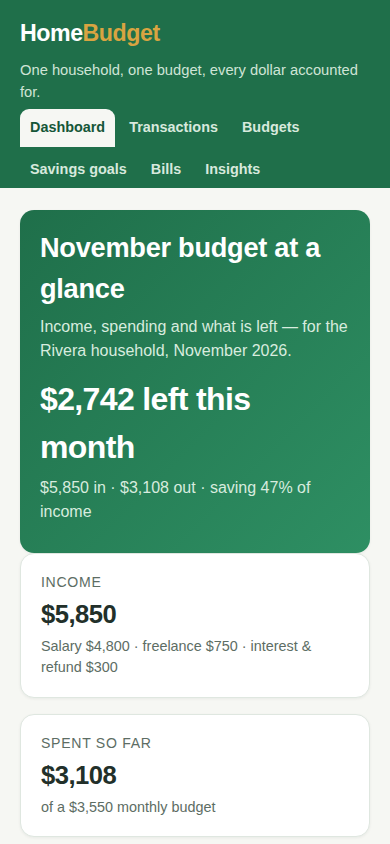 HomeBudget
One household, one budget, every dollar accounted
for.
Dashboard Transactions Budgets
Savings goals Bills Insights
November budget at a
glance
Income, spending and what is left — for the
Rivera household, November 2026.
$2,742 left this
month
$5,850 in · $3,108 out · saving 47% of
income
INCOME
$5,850
Salary $4,800 · freelance $750 · interest &
refund $300
SPENT SO FAR
$3,108
of a $3,550 monthly budget